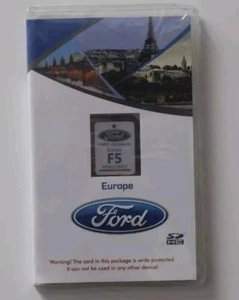 Ford
F5
Europe
Ford
SD
HC
Warning! The card in this package is write protected.
It can not be used in any other device!